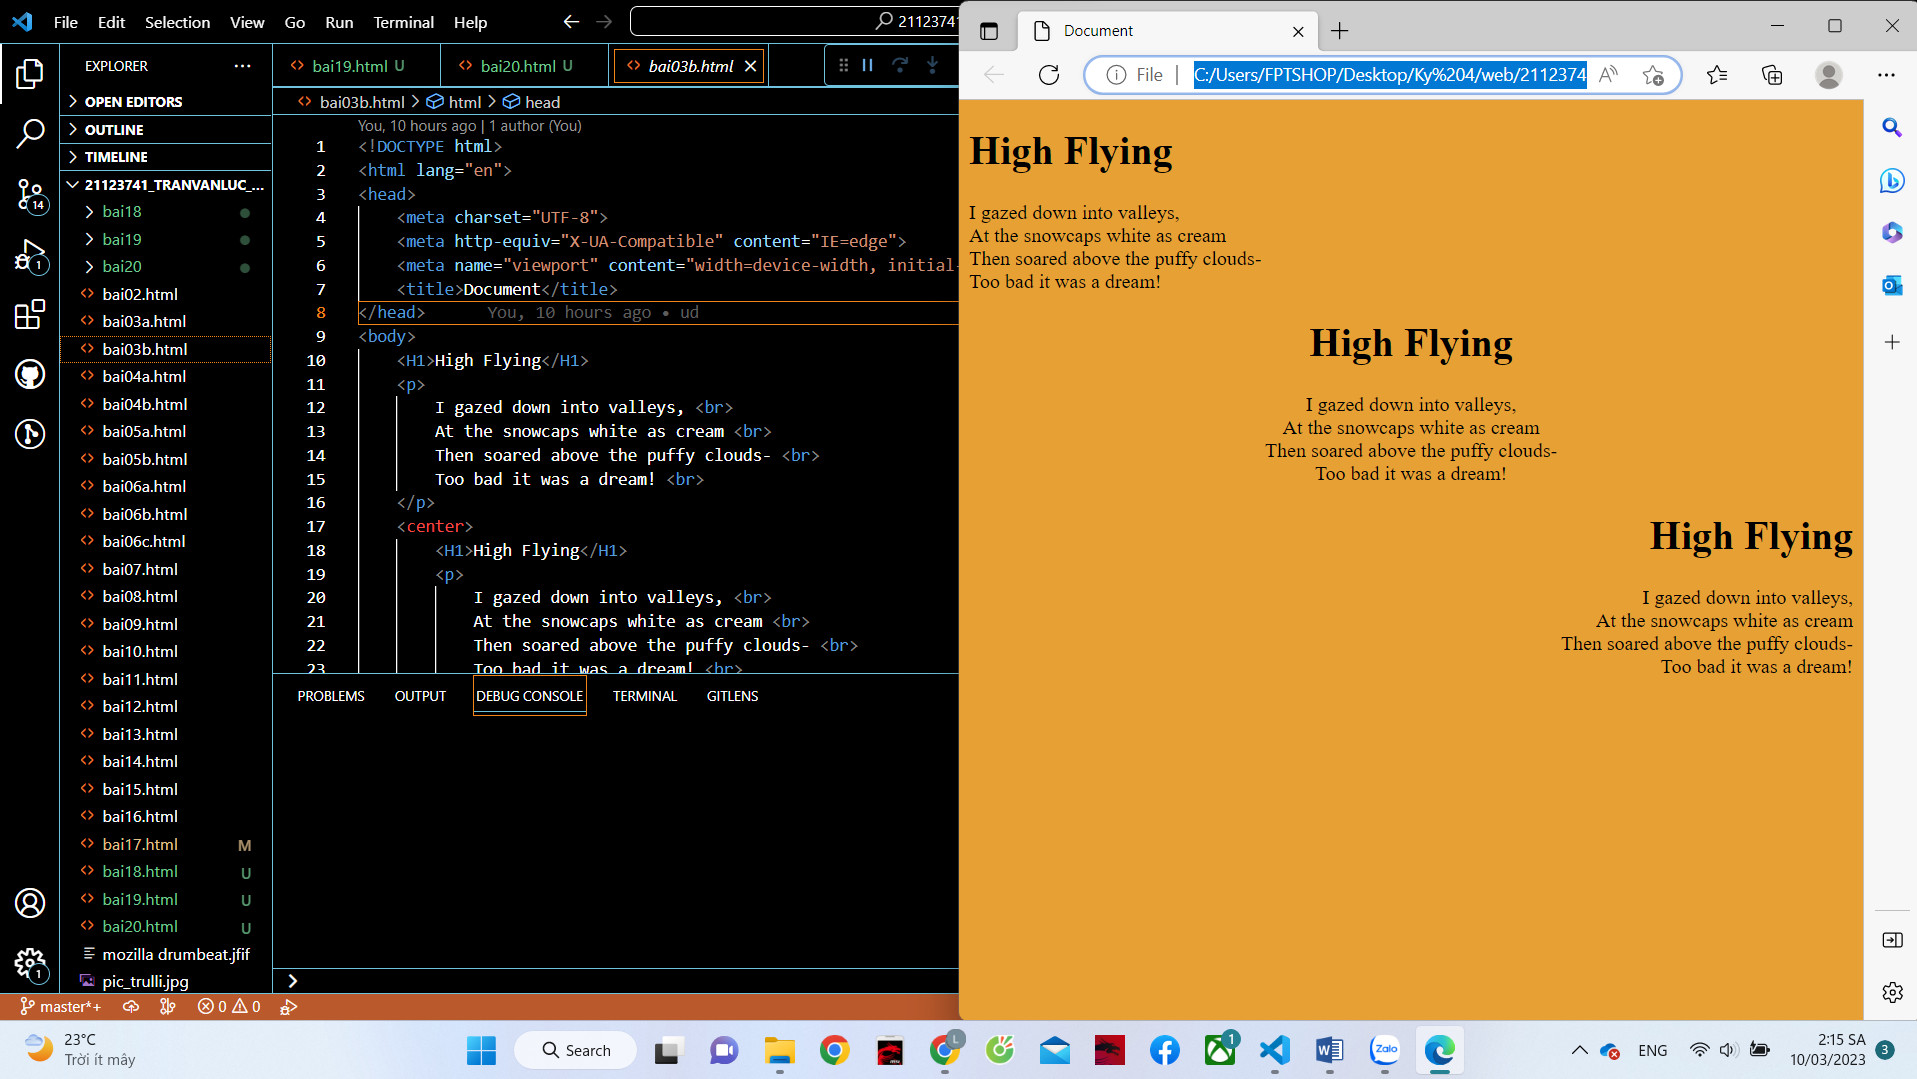 File Edit Selection View Go Run Terminal Help
21123741
EXPLORER
OPEN EDITORS
OUTLINE
TIMELINE
21123741_TRANVANLUC_...
bai18
bai19
bai20
bai02.html
bai03a.html
bai03b.html
bai04a.html
bai04b.html
bai05a.html
bai05b.html
bai06a.html
bai06b.html
bai06c.html
bai07.html
bai08.html
bai09.html
bai10.html
bai11.html
bai12.html
bai13.html
bai14.html
bai15.html
bai16.html
bai17.html M
bai18.html U
bai19.html U
bai20.html U
mozilla drumbeat.jfif
pic_trulli.jpg
14
1
1
bai19.html U
bai20.html U
bai03b.html
bai03b.html > html > head
You, 10 hours ago | 1 author (You)
1 <!DOCTYPE html>
2 <html lang="en">
3 <head>
4 <meta charset="UTF-8">
5 <meta http-equiv="X-UA-Compatible" content="IE=edge">
6 <meta name="viewport" content="width=device-width, initial-
7 <title>Document</title>
8 </head> You, 10 hours ago • ud
9 <body>
10 <H1>High Flying</H1>
11 <p>
12 I gazed down into valleys, <br>
13 At the snowcaps white as cream <br>
14 Then soared above the puffy clouds- <br>
15 Too bad it was a dream! <br>
16 </p>
17 <center>
18 <H1>High Flying</H1>
19 <p>
20 I gazed down into valleys, <br>
21 At the snowcaps white as cream <br>
22 Then soared above the puffy clouds- <br>
23 Too bad it was a dream! <br>
PROBLEMS OUTPUT DEBUG CONSOLE TERMINAL GITLENS
master*+ 0 0
Document
File | C:/Users/FPTSHOP/Desktop/Ky%204/web/2112374
High Flying
I gazed down into valleys,
At the snowcaps white as cream
Then soared above the puffy clouds-
Too bad it was a dream!
High Flying
I gazed down into valleys,
At the snowcaps white as cream
Then soared above the puffy clouds-
Too bad it was a dream!
High Flying
I gazed down into valleys,
At the snowcaps white as cream
Then soared above the puffy clouds-
Too bad it was a dream!
23°C
Trời ít mây
Search
L
1
Zalo
ENG
2:15 SA
10/03/2023
3